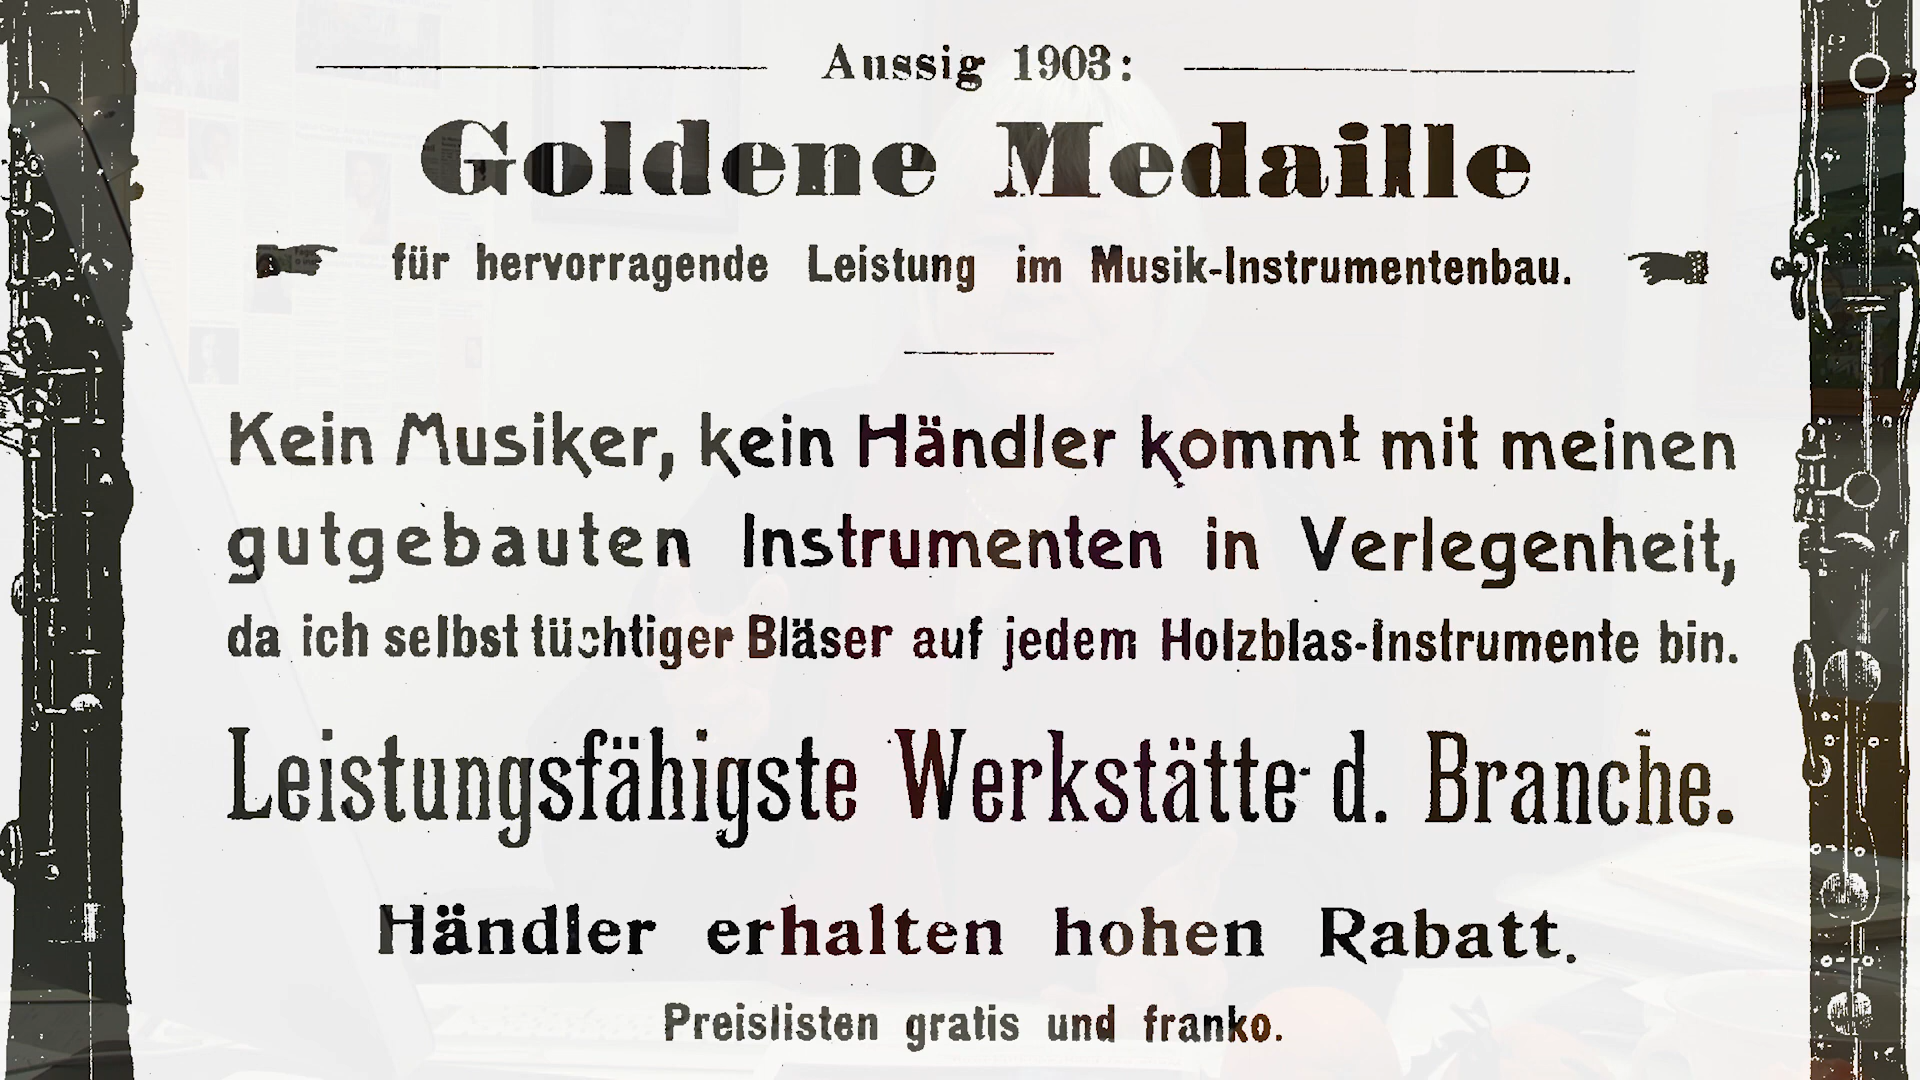 Aussig 1903:
Goldene Medaille
für hervorragende Leistung im Musik-Instrumentenbau.
Kein Musiker, kein Händler kommt mit meinen
gutgebauten Instrumenten in Verlegenheit,
da ich selbst tüchtiger Bläser auf jedem Holzblas-Instrumente bin.
Leistungsfähigste Werkstätte d. Branche.
Händler erhalten hohen Rabatt.
Preislisten gratis und franko.